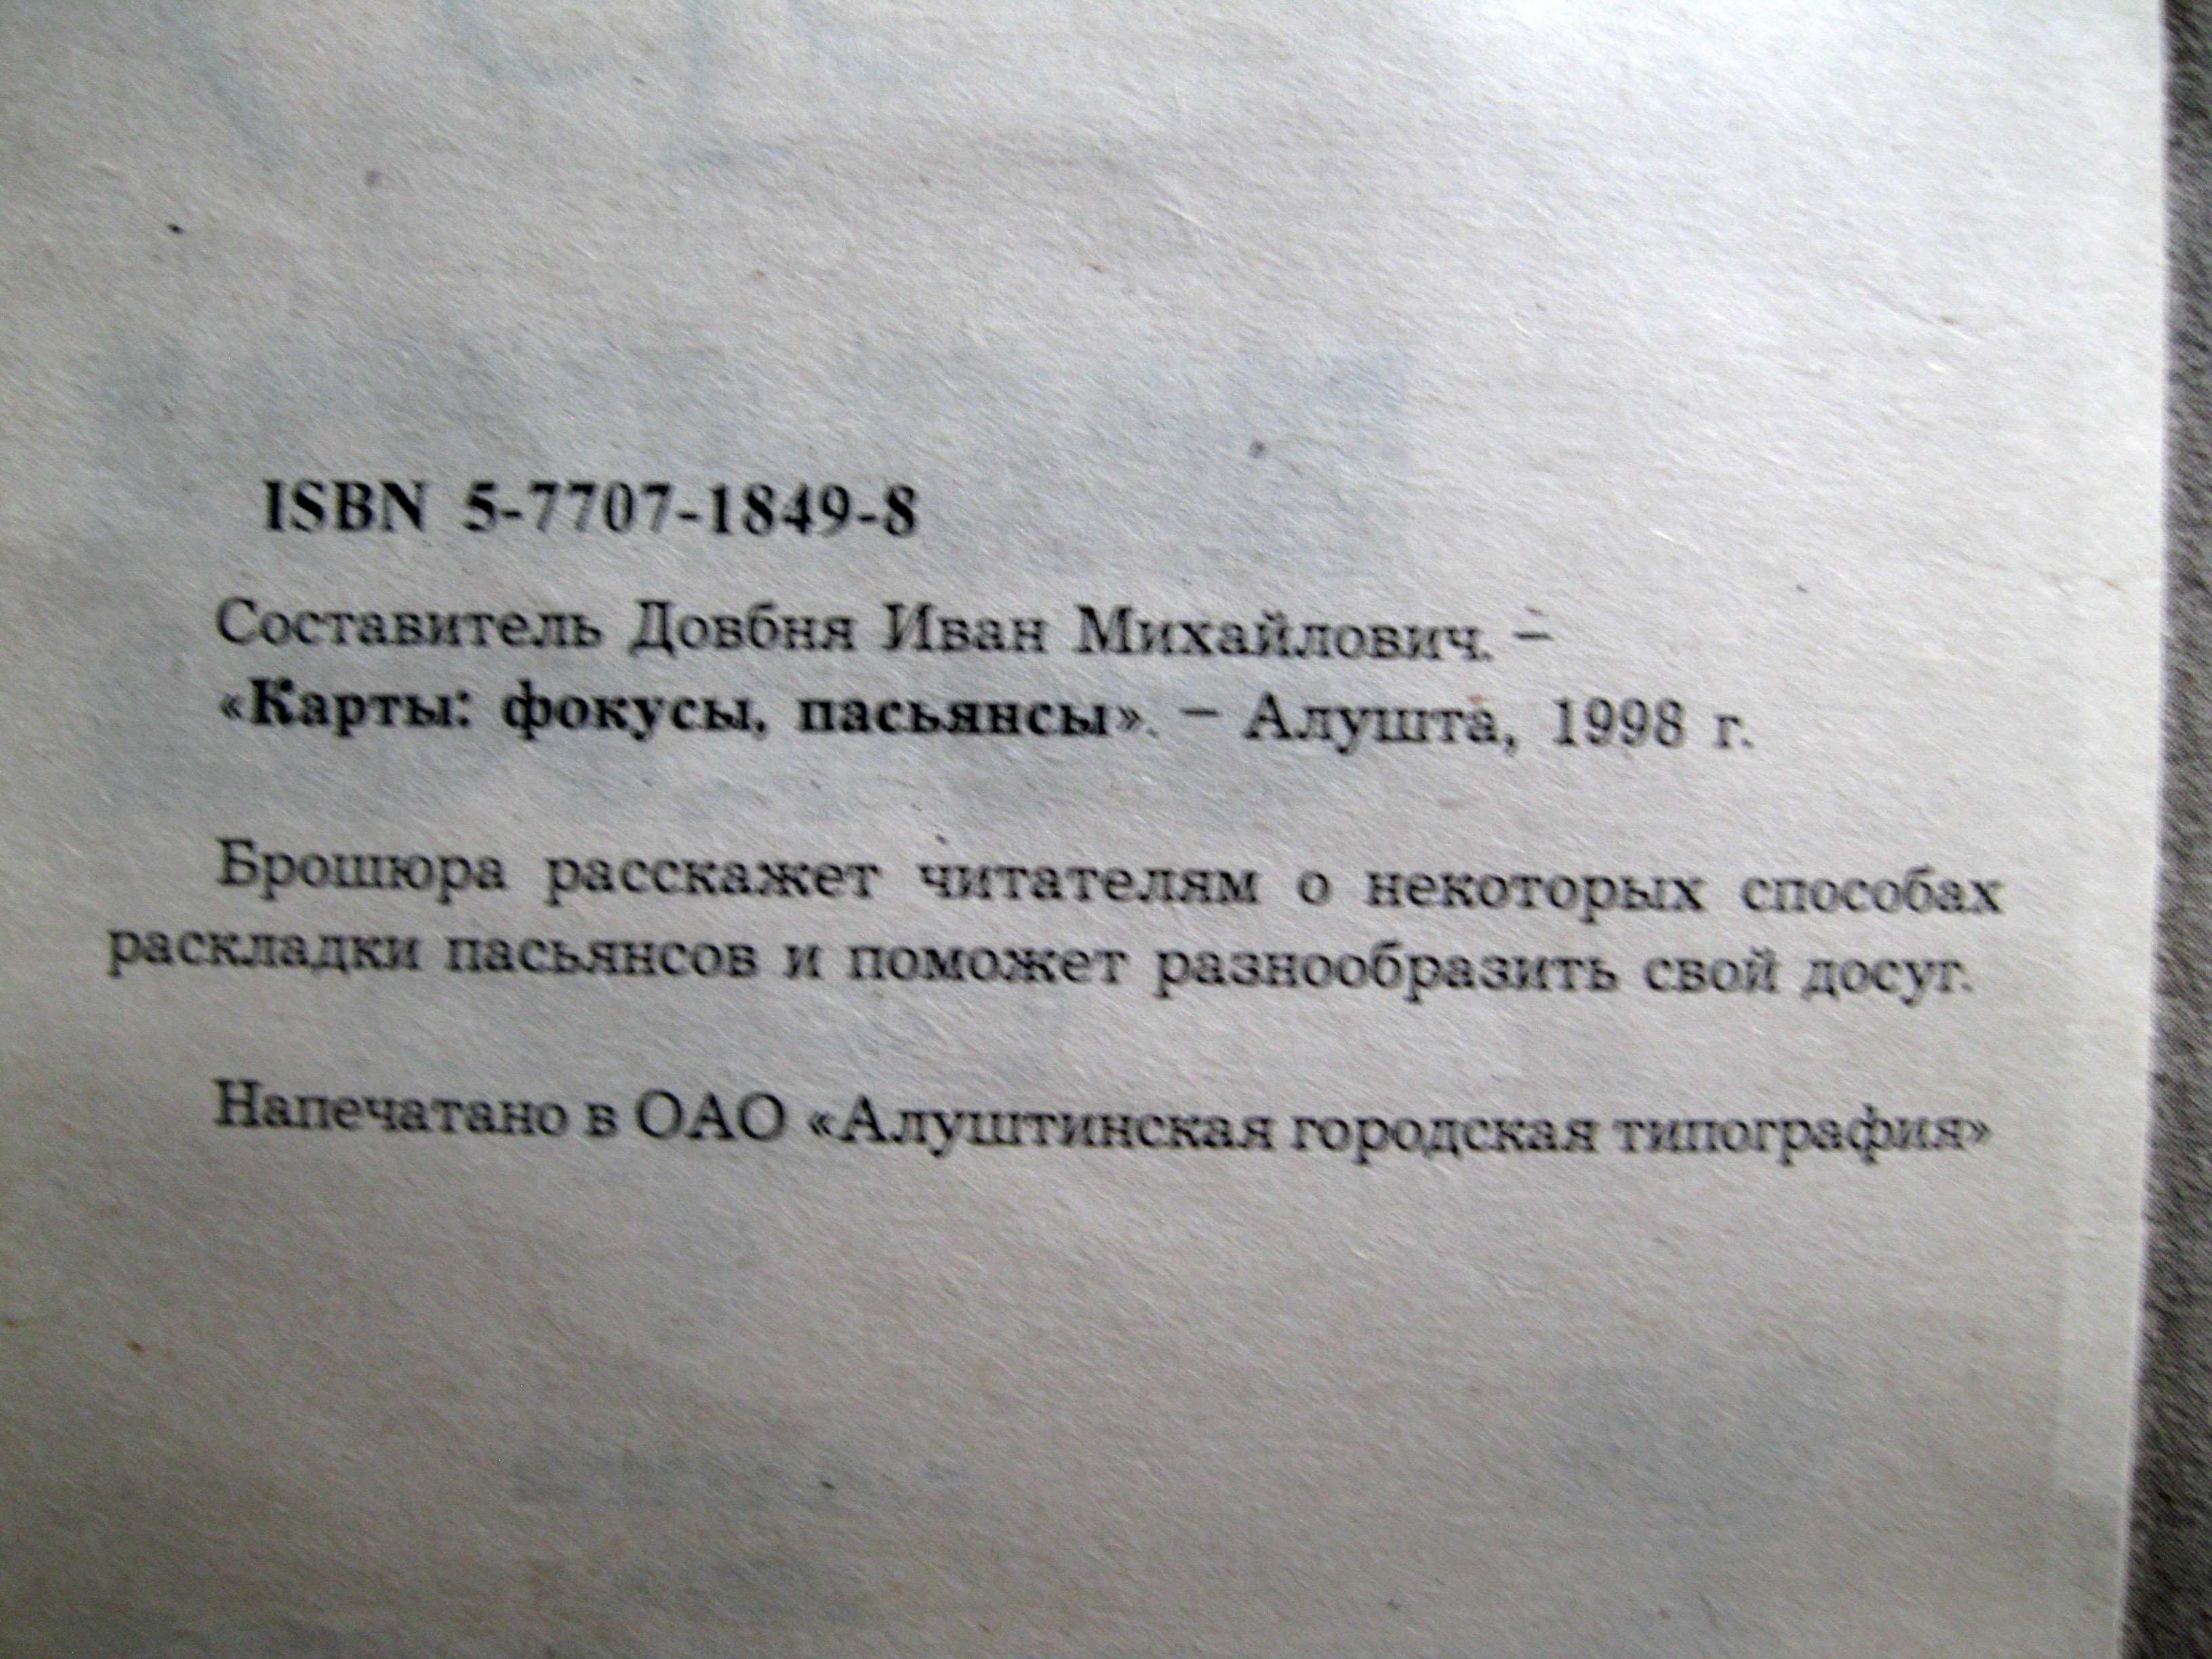 ISBN 5-7707-1849-8
Составитель Довбня Иван Михайлович. –
«Карты: фокусы, пасьянсы». – Алушта, 1998 г.
Брошюра расскажет читателям о некоторых способах
раскладки пасьянсов и поможет разнообразить свой досуг.
Напечатано в ОАО «Алуштинская городская типография»